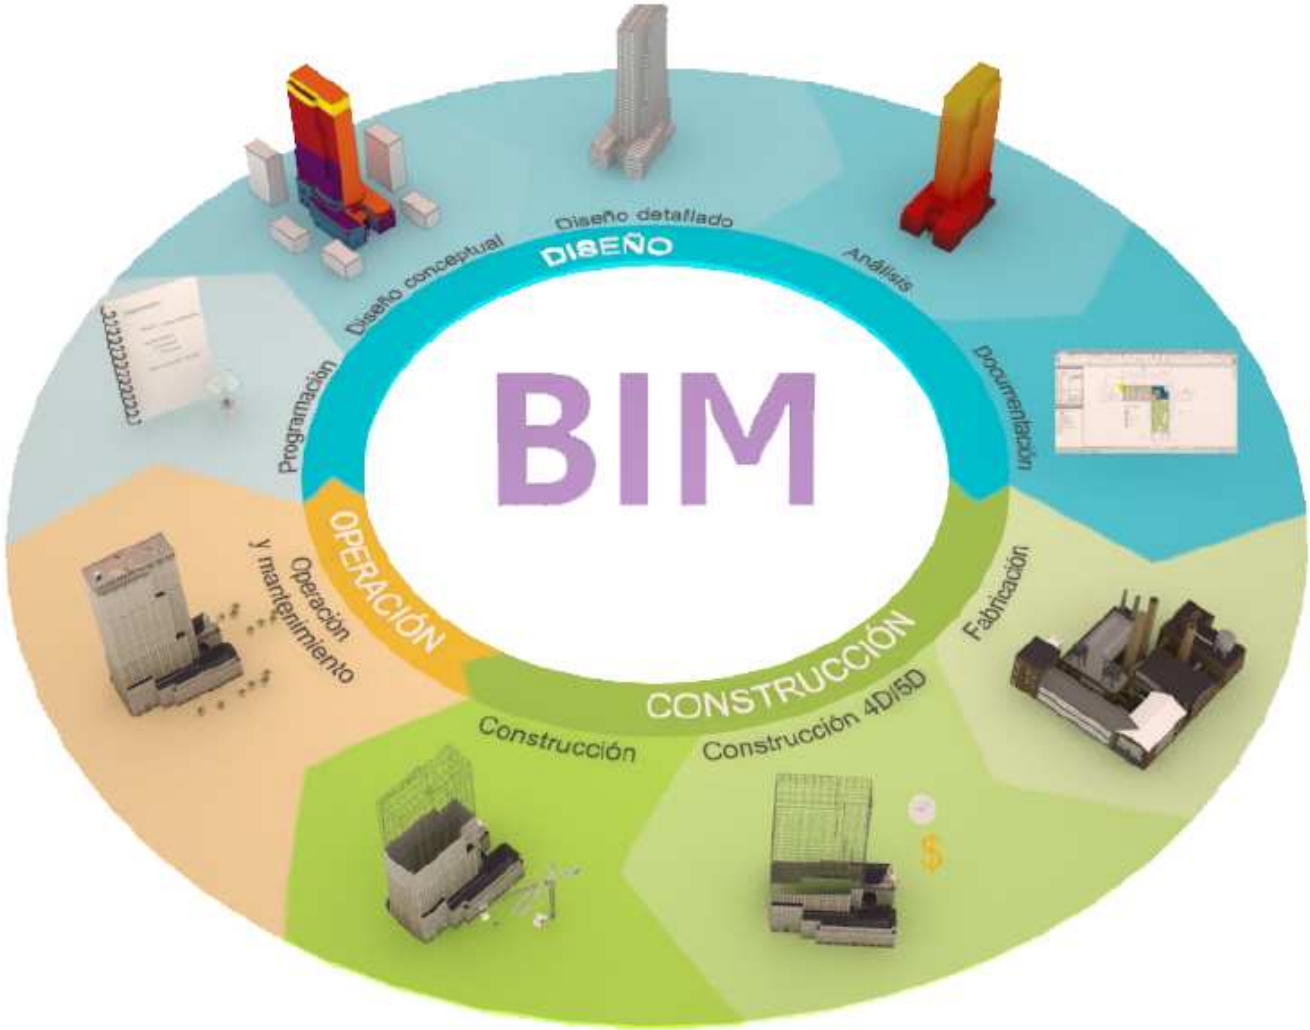 Diseño detallado
DISEÑO
Diseño conceptual
Análisis
Programación
Documentación
BIM
OPERACIÓN
Operación
y mantenimiento
Fabricación
CONSTRUCCIÓN
Construcción
Construcción 4D/5D
$